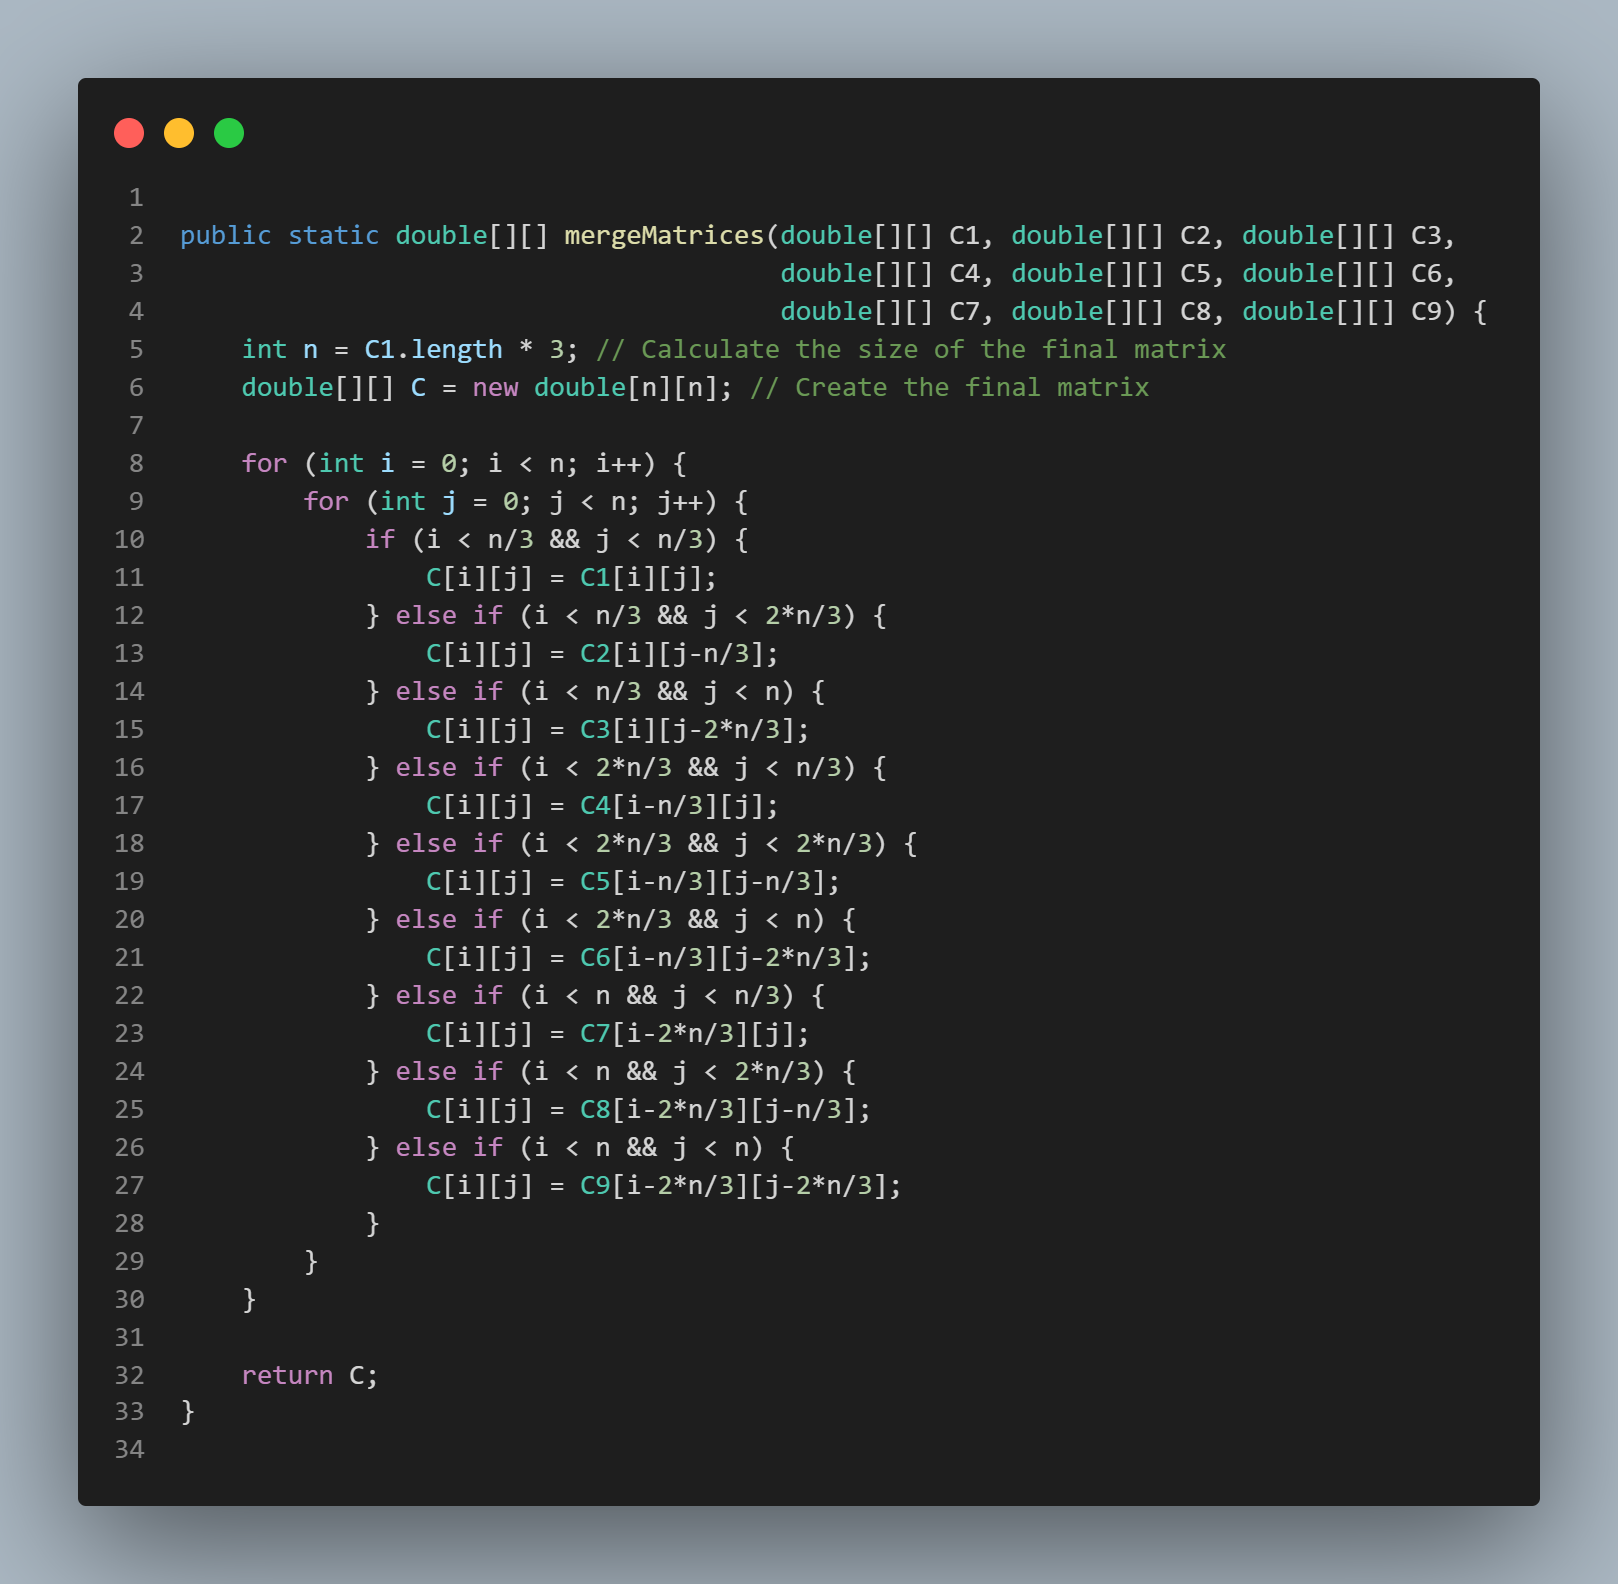 1
2 public static double[][] mergeMatrices(double[][] C1, double[][] C2, double[][] C3,
3                                        double[][] C4, double[][] C5, double[][] C6,
4                                        double[][] C7, double[][] C8, double[][] C9) {
5     int n = C1.length * 3; // Calculate the size of the final matrix
6     double[][] C = new double[n][n]; // Create the final matrix
7
8     for (int i = 0; i < n; i++) {
9         for (int j = 0; j < n; j++) {
10             if (i < n/3 && j < n/3) {
11                 C[i][j] = C1[i][j];
12             } else if (i < n/3 && j < 2*n/3) {
13                 C[i][j] = C2[i][j-n/3];
14             } else if (i < n/3 && j < n) {
15                 C[i][j] = C3[i][j-2*n/3];
16             } else if (i < 2*n/3 && j < n/3) {
17                 C[i][j] = C4[i-n/3][j];
18             } else if (i < 2*n/3 && j < 2*n/3) {
19                 C[i][j] = C5[i-n/3][j-n/3];
20             } else if (i < 2*n/3 && j < n) {
21                 C[i][j] = C6[i-n/3][j-2*n/3];
22             } else if (i < n && j < n/3) {
23                 C[i][j] = C7[i-2*n/3][j];
24             } else if (i < n && j < 2*n/3) {
25                 C[i][j] = C8[i-2*n/3][j-n/3];
26             } else if (i < n && j < n) {
27                 C[i][j] = C9[i-2*n/3][j-2*n/3];
28             }
29         }
30     }
31
32     return C;
33 }
34